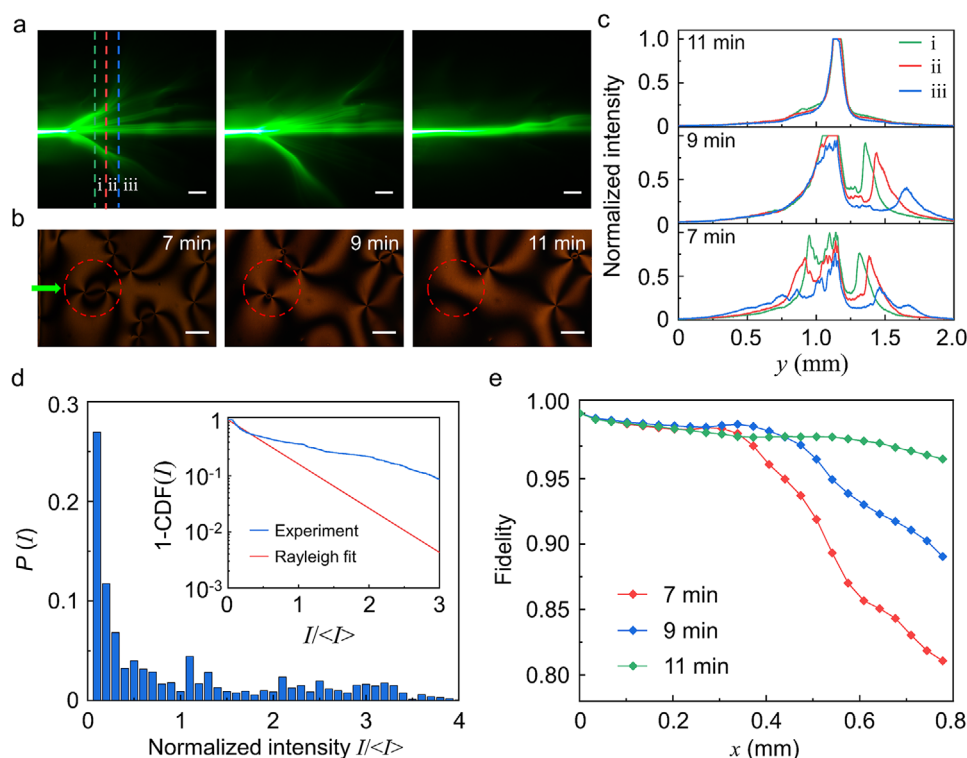 a
i ii iii
b
7 min
9 min
11 min
c
11 min
i
ii
iii
9 min
7 min
1.0
0.5
0
1.0
0.5
0
1.0
0.5
0
Normalized intensity
0 0.5 1.0 1.5 2.0
y (mm)
d
0.3
0.2
0.1
0
P (I)
0 1 2 3 4
Normalized intensity I/<I>
1
10⁻¹
10⁻²
10⁻³
1-CDF(I)
Experiment
Rayleigh fit
0 1 2 3
I/<I>
e
1.00
0.95
0.90
0.85
0.80
Fidelity
7 min
9 min
11 min
0 0.2 0.4 0.6 0.8
x (mm)